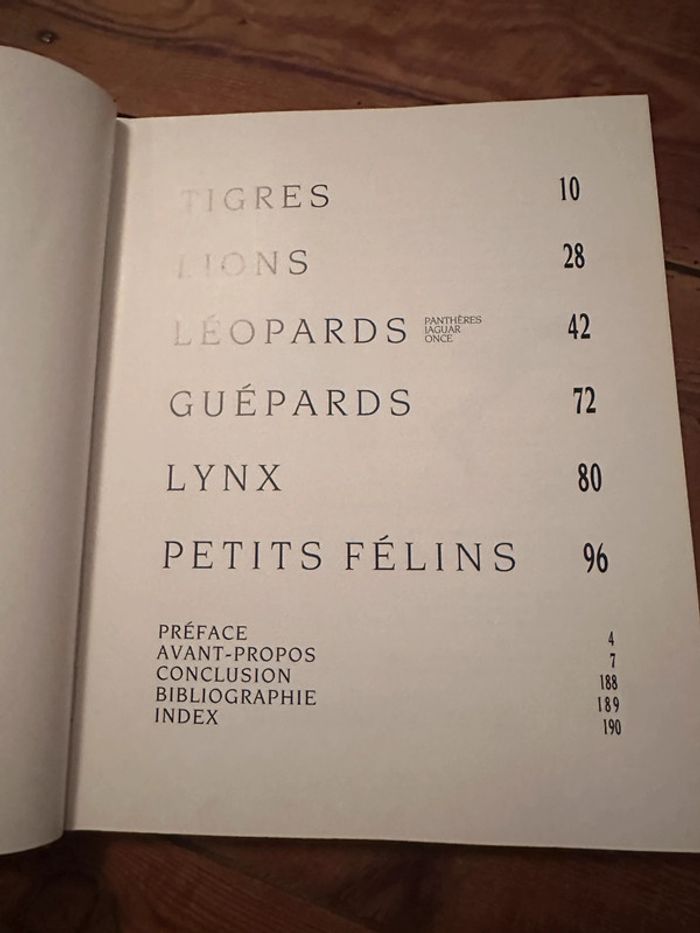 TIGRES 10
LIONS 28
LÉOPARDS PANTHÈRES JAGUAR ONCE 42
GUÉPARDS 72
LYNX 80
PETITS FÉLINS 96
PRÉFACE 4
AVANT-PROPOS 7
CONCLUSION 188
BIBLIOGRAPHIE 189
INDEX 190